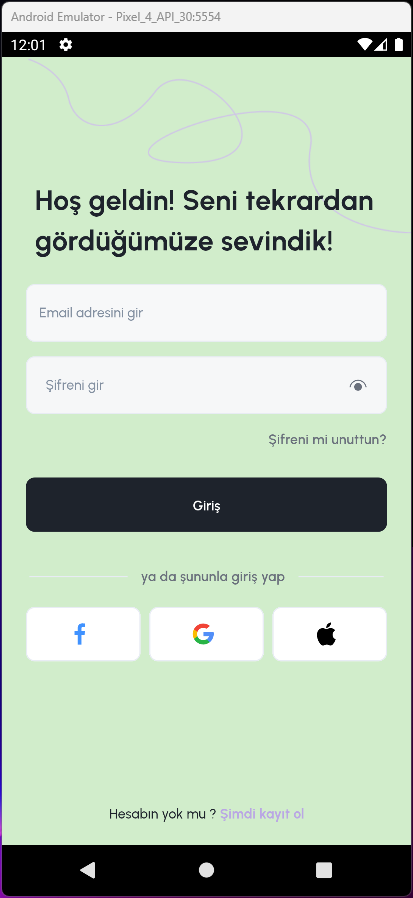 Android Emulator - Pixel_4_API_30:5554
12:01
Hoş geldin! Seni tekrardan
gördüğümüze sevindik!
Email adresini gir
Şifreni gir
Şifreni mi unuttun?
Giriş
ya da şununla giriş yap
Hesabın yok mu ? Şimdi kayıt ol